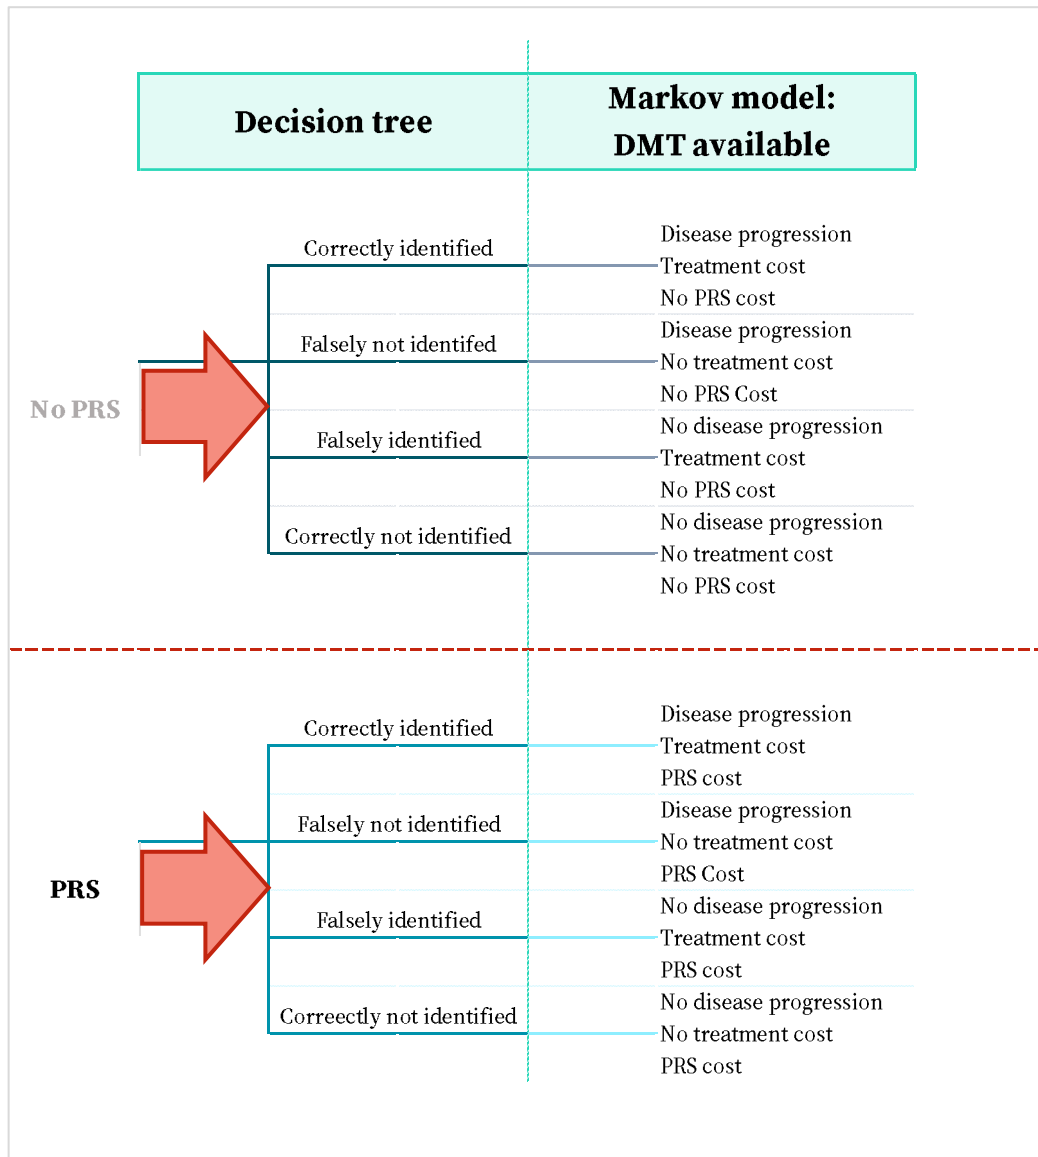 Decision tree
Markov model:
DMT available
No PRS
Correctly identified
Disease progression
Treatment cost
No PRS cost
Falsely not identifed
Disease progression
No treatment cost
No PRS Cost
Falsely identified
No disease progression
Treatment cost
No PRS cost
Correctly not identified
No disease progression
No treatment cost
No PRS cost
PRS
Correctly identified
Disease progression
Treatment cost
PRS cost
Falsely not identified
Disease progression
No treatment cost
PRS Cost
Falsely identified
No disease progression
Treatment cost
PRS cost
Correectly not identified
No disease progression
No treatment cost
PRS cost